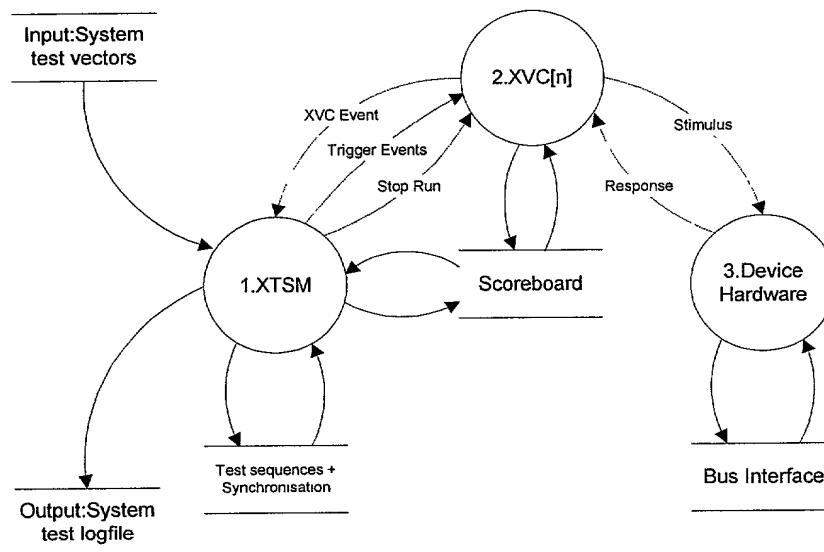 Input:System
test vectors
2.XVC[n]
XVC Event
Trigger Events
Stop Run
Stimulus
Response
1.XTSM
Scoreboard
3.Device
Hardware
Test sequences +
Synchronisation
Bus Interface
Output:System
test logfile